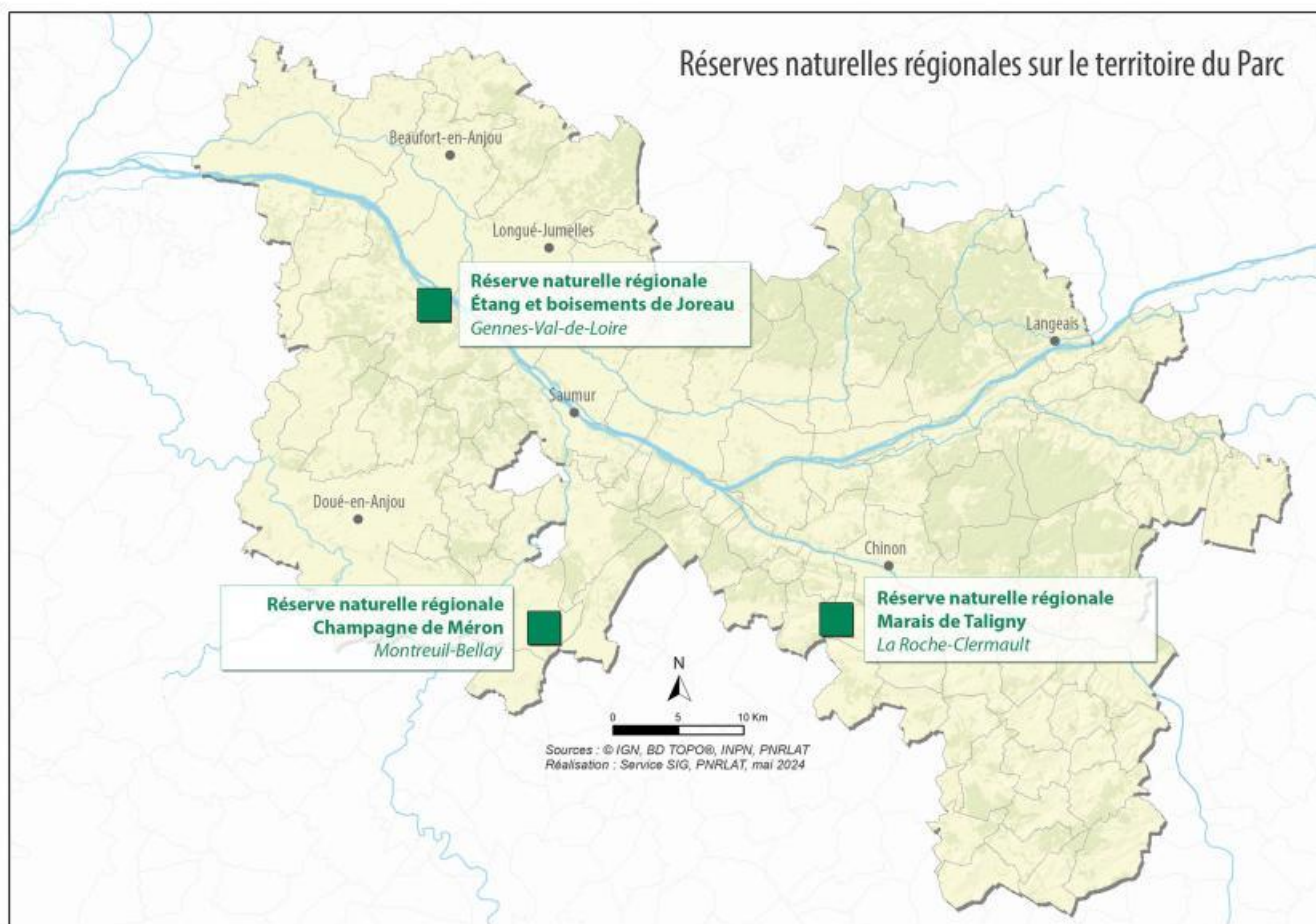 Réserves naturelles régionales sur le territoire du Parc
Beaufort-en-Anjou
Longué-Jumelles
Réserve naturelle régionale
Étang et boisements de Joreau
Gennes-Val-de-Loire
Langeais
Saumur
Doué-en-Anjou
Chinon
Réserve naturelle régionale
Champagne de Méron
Montreuil-Bellay
Réserve naturelle régionale
Marais de Taligny
La Roche-Clermault
N
0 5 10 Km
Sources : © IGN, BD TOPO®, INPN, PNRLAT
Réalisation : Service SIG, PNRLAT, mai 2024